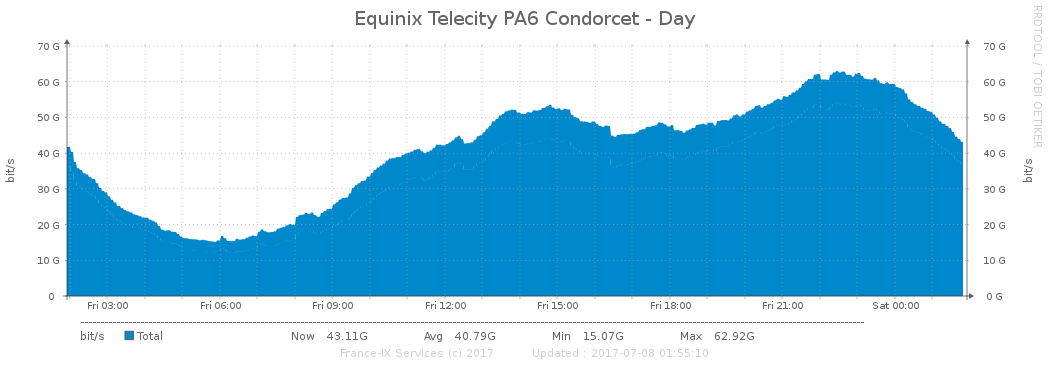 Equinix Telecity PA6 Condorcet - Day
RRDTOOL / TOBI OETIKER
70 G 70 G
60 G 60 G
50 G 50 G
40 G 40 G
30 G 30 G
20 G 20 G
10 G 10 G
0 0 G
bit/s bit/s
Fri 03:00 Fri 06:00 Fri 09:00 Fri 12:00 Fri 15:00 Fri 18:00 Fri 21:00 Sat 00:00
bit/s Total Now 43.11G Avg 40.79G Min 15.07G Max 62.92G
France-IX Services (c) 2017 Updated : 2017-07-08 01:55:10